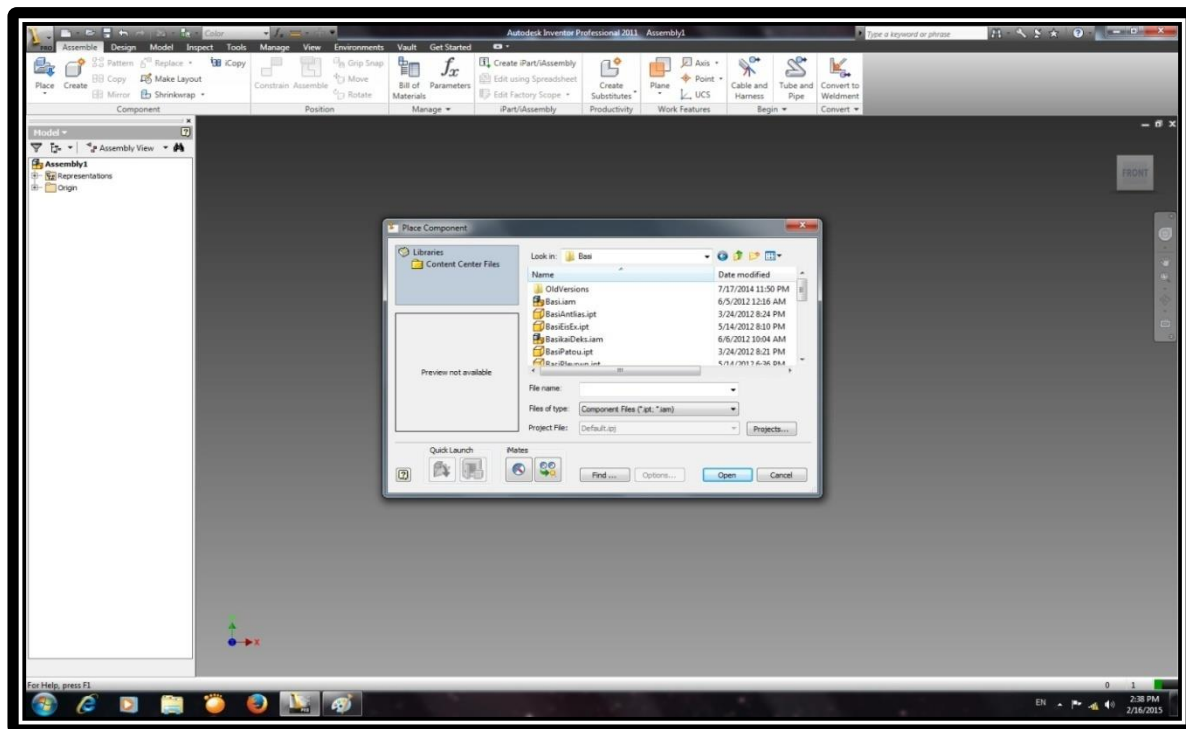 Color
Autodesk Inventor Professional 2011 Assembly1
Type a keyword or phrase
PRO
Assemble Design Model Inspect Tools Manage View Environments Vault Get Started
Place
Create
Pattern
Copy
Mirror
Replace
Make Layout
Shrinkwrap
iCopy
Component
Constrain
Assemble
Grip Snap
Move
Rotate
Position
Bill of Materials
Parameters
Manage
Create iPart/iAssembly
Edit using Spreadsheet
Edit Factory Scope
iPart/iAssembly
Create Substitutes
Productivity
Plane
Axis
Point
UCS
Work Features
Cable and Harness
Tube and Pipe
Begin
Convert to Weldment
Convert
Model
Assembly View
Assembly1
Representations
Origin
FRONT
Place Component
Libraries
Content Center Files
Preview not available
Look in: Basi
Name Date modified
OldVersions 7/17/2014 11:50 PM
Basi.iam 6/5/2012 12:16 AM
BasiAntlias.ipt 3/24/2012 8:24 PM
BasiEisEx.ipt 5/14/2012 8:10 PM
BasikaiDeks.iam 6/6/2012 10:04 AM
BasiPatou.ipt 3/24/2012 8:21 PM
File name:
Files of type: Component Files (*.ipt; *.iam)
Project File: Default.ipj Projects...
Quick Launch
iMates
Find ... Options... Open Cancel
X
For Help, press F1
0 1
EN
2:38 PM
2/16/2015